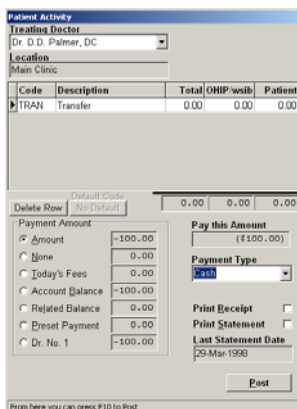 Patient Activity
Treating Doctor
Dr. D.D. Palmer, DC
Location
Main Clinic
Code Description Total OHIP/wsib Patient
TRAN Transfer 0.00 0.00 0.00
Default Code
Delete Row No Default 0.00 0.00 0.00
Payment Amount Pay this Amount
Amount -100.00 ($100.00)
None 0.00 Payment Type
Today's Fees 0.00 Cash
Account Balance -100.00
Related Balance 0.00 Print Receipt
Preset Payment 0.00 Print Statement
Dr. No. 1 -100.00 Last Statement Date
29-Mar-1998
Post
From here you can press F10 to Post